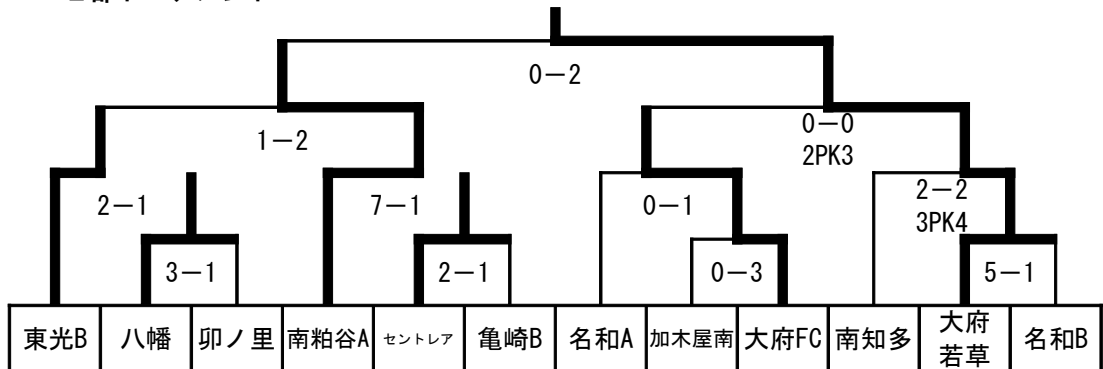 0－2
1－2
0－0
2PK3
2－1
7－1
0－1
2－2
3PK4
3－1
2－1
0－3
5－1
東光B
八幡
卯ノ里
南粕谷A
セントレア
亀崎B
名和A
加木屋南
大府FC
南知多
大府
若草
名和B